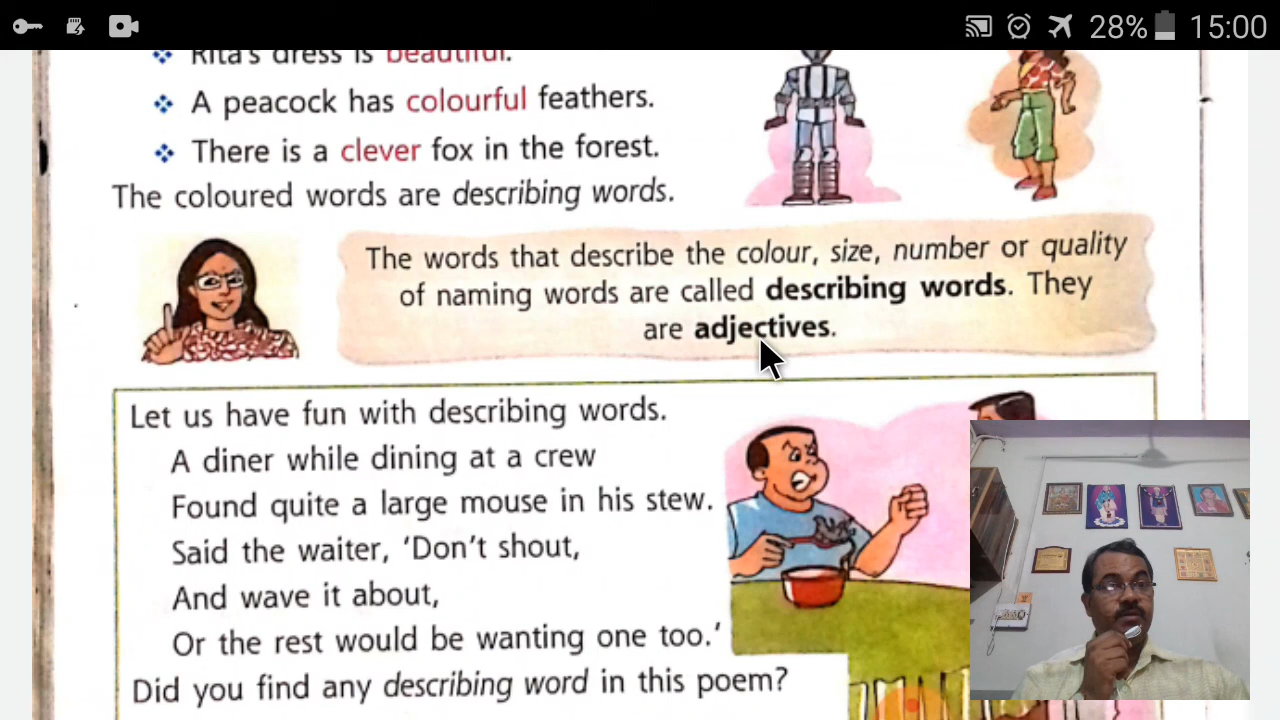 28% 15:00
Rita's dress is beautiful.
A peacock has colourful feathers.
There is a clever fox in the forest.
The coloured words are describing words.
The words that describe the colour, size, number or quality
of naming words are called describing words. They
are adjectives.
Let us have fun with describing words.
A diner while dining at a crew
Found quite a large mouse in his stew.
Said the waiter, 'Don't shout,
And wave it about,
Or the rest would be wanting one too.'
Did you find any describing word in this poem?